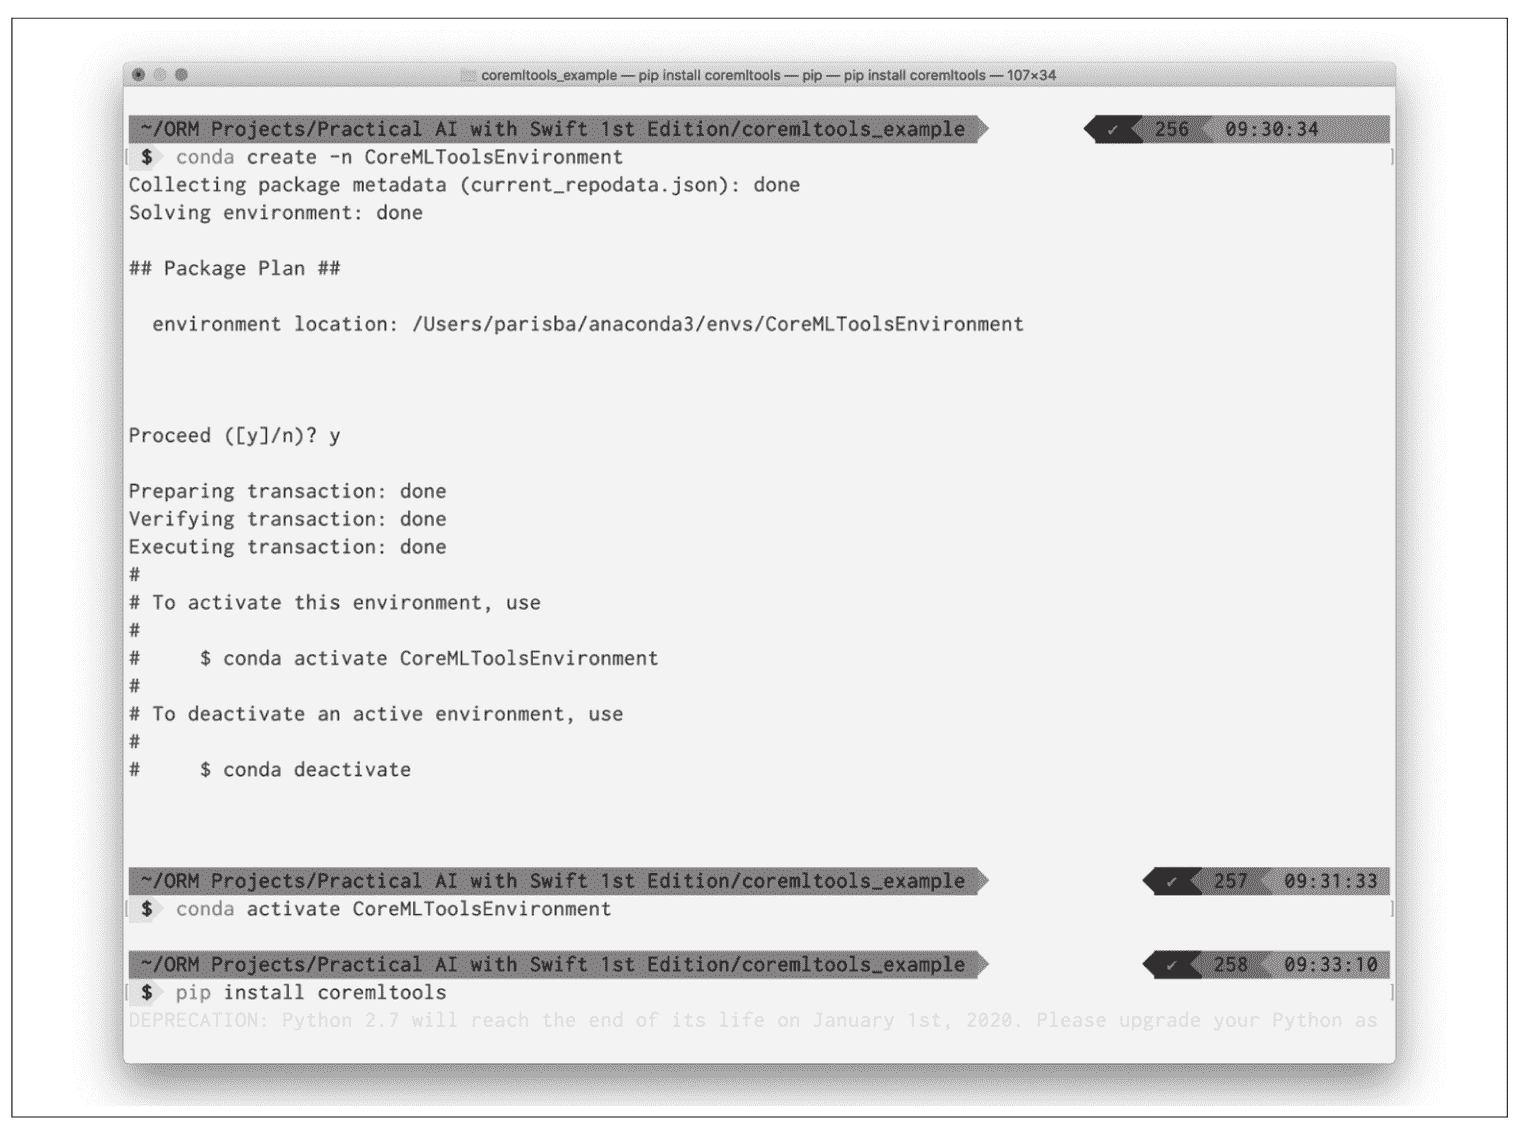 coremltools_example — pip install coremltools — pip — pip install coremltools — 107×34
~/ORM Projects/Practical AI with Swift 1st Edition/coremltools_example ✓ 256 09:30:34
[ $ conda create -n CoreMLToolsEnvironment ]
Collecting package metadata (current_repodata.json): done
Solving environment: done
## Package Plan ##
environment location: /Users/parisba/anaconda3/envs/CoreMLToolsEnvironment
Proceed ([y]/n)? y
Preparing transaction: done
Verifying transaction: done
Executing transaction: done
#
# To activate this environment, use
#
#     $ conda activate CoreMLToolsEnvironment
#
# To deactivate an active environment, use
#
#     $ conda deactivate
~/ORM Projects/Practical AI with Swift 1st Edition/coremltools_example ✓ 257 09:31:33
[ $ conda activate CoreMLToolsEnvironment ]
~/ORM Projects/Practical AI with Swift 1st Edition/coremltools_example ✓ 258 09:33:10
[ $ pip install coremltools ]
DEPRECATION: Python 2.7 will reach the end of its life on January 1st, 2020. Please upgrade your Python as